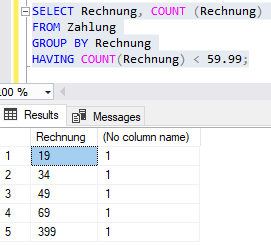 SELECT Rechnung, COUNT (Rechnung)
FROM Zahlung
GROUP BY Rechnung
HAVING COUNT(Rechnung) < 59.99;
00 %
Results Messages
Rechnung (No column name)
1 19 1
2 34 1
3 49 1
4 69 1
5 399 1